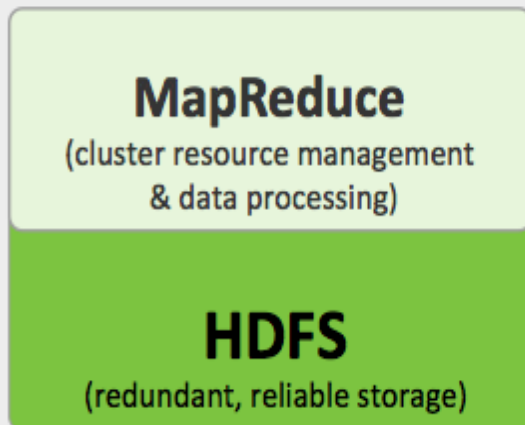 MapReduce
(cluster resource management
& data processing)
HDFS
(redundant, reliable storage)